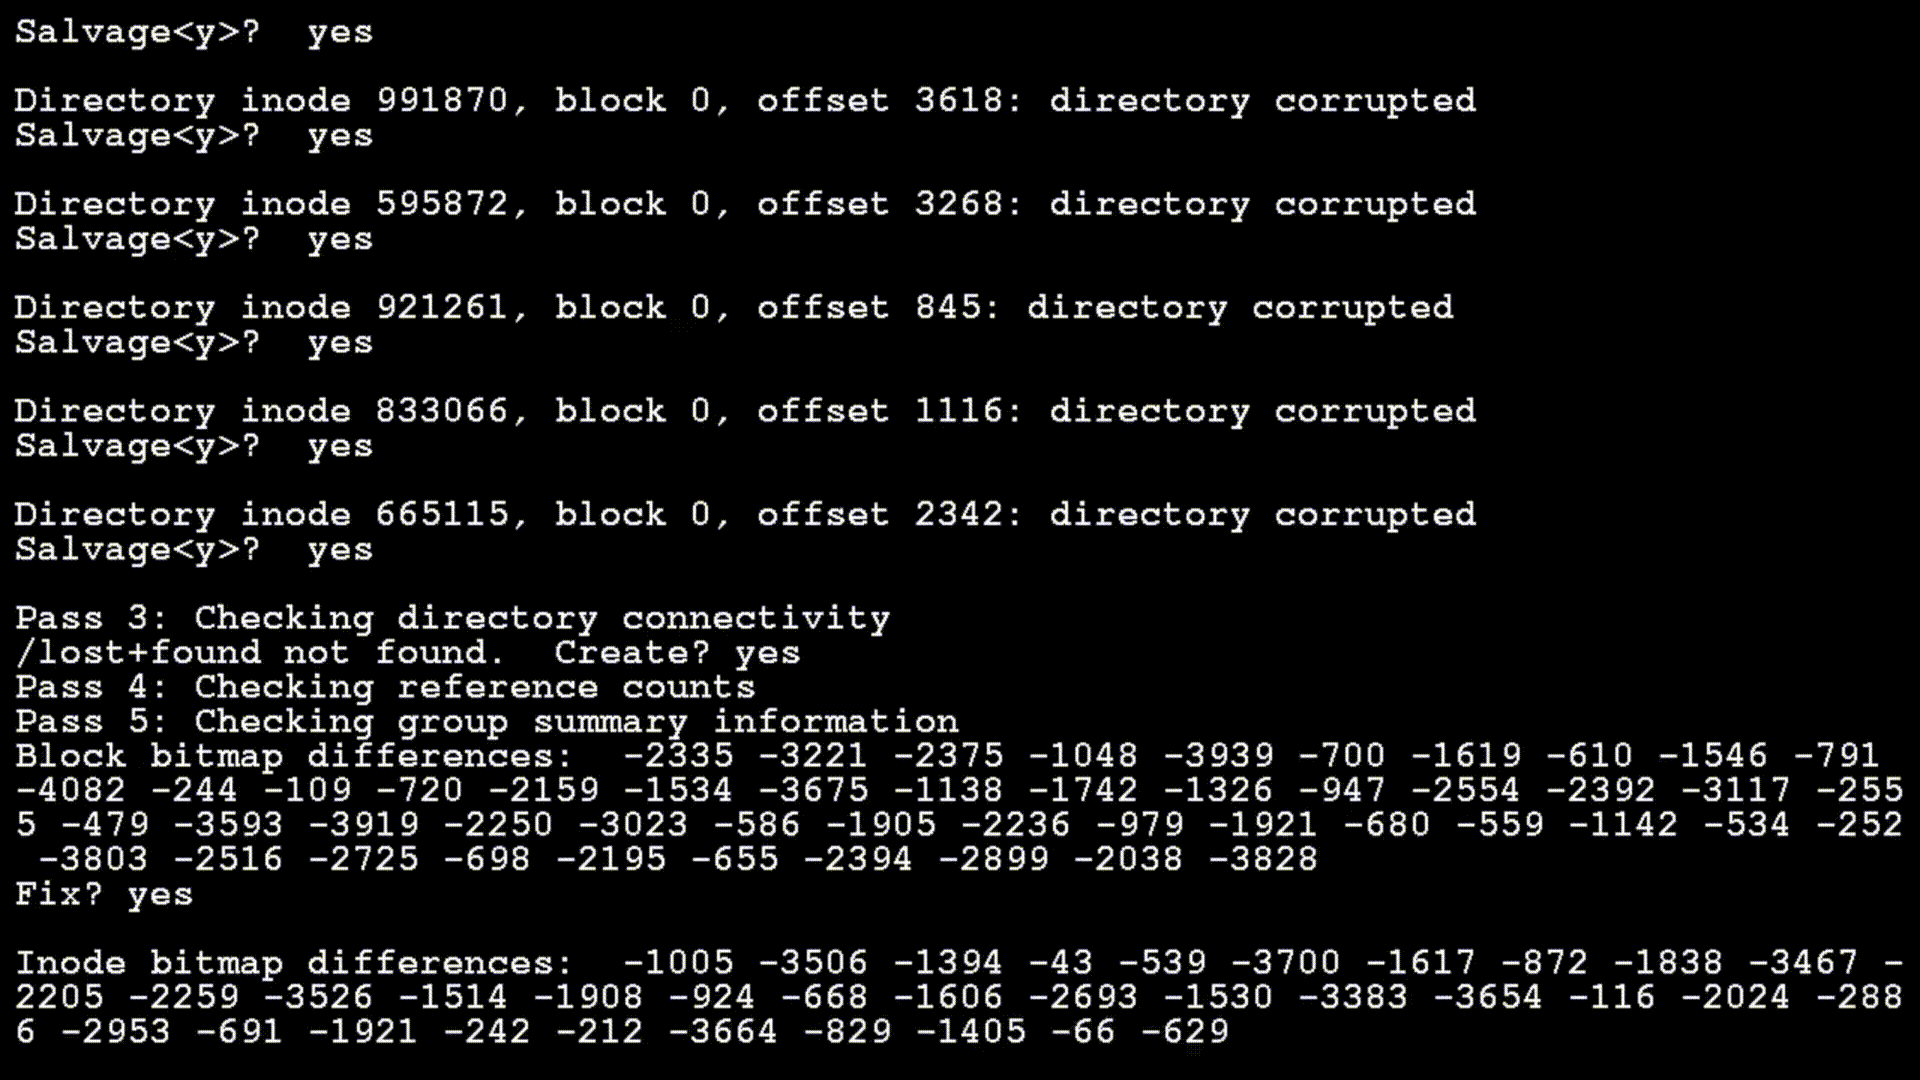 Salvage<y>?  yes
Directory inode 991870, block 0, offset 3618: directory corrupted
Salvage<y>?  yes
Directory inode 595872, block 0, offset 3268: directory corrupted
Salvage<y>?  yes
Directory inode 921261, block 0, offset 845: directory corrupted
Salvage<y>?  yes
Directory inode 833066, block 0, offset 1116: directory corrupted
Salvage<y>?  yes
Directory inode 665115, block 0, offset 2342: directory corrupted
Salvage<y>?  yes
Pass 3: Checking directory connectivity
/lost+found not found.  Create? yes
Pass 4: Checking reference counts
Pass 5: Checking group summary information
Block bitmap differences:  -2335 -3221 -2375 -1048 -3939 -700 -1619 -610 -1546 -791
-4082 -244 -109 -720 -2159 -1534 -3675 -1138 -1742 -1326 -947 -2554 -2392 -3117 -255
5 -479 -3593 -3919 -2250 -3023 -586 -1905 -2236 -979 -1921 -680 -559 -1142 -534 -252
 -3803 -2516 -2725 -698 -2195 -655 -2394 -2899 -2038 -3828
Fix? yes
Inode bitmap differences:  -1005 -3506 -1394 -43 -539 -3700 -1617 -872 -1838 -3467 -
2205 -2259 -3526 -1514 -1908 -924 -668 -1606 -2693 -1530 -3383 -3654 -116 -2024 -288
6 -2953 -691 -1921 -242 -212 -3664 -829 -1405 -66 -629